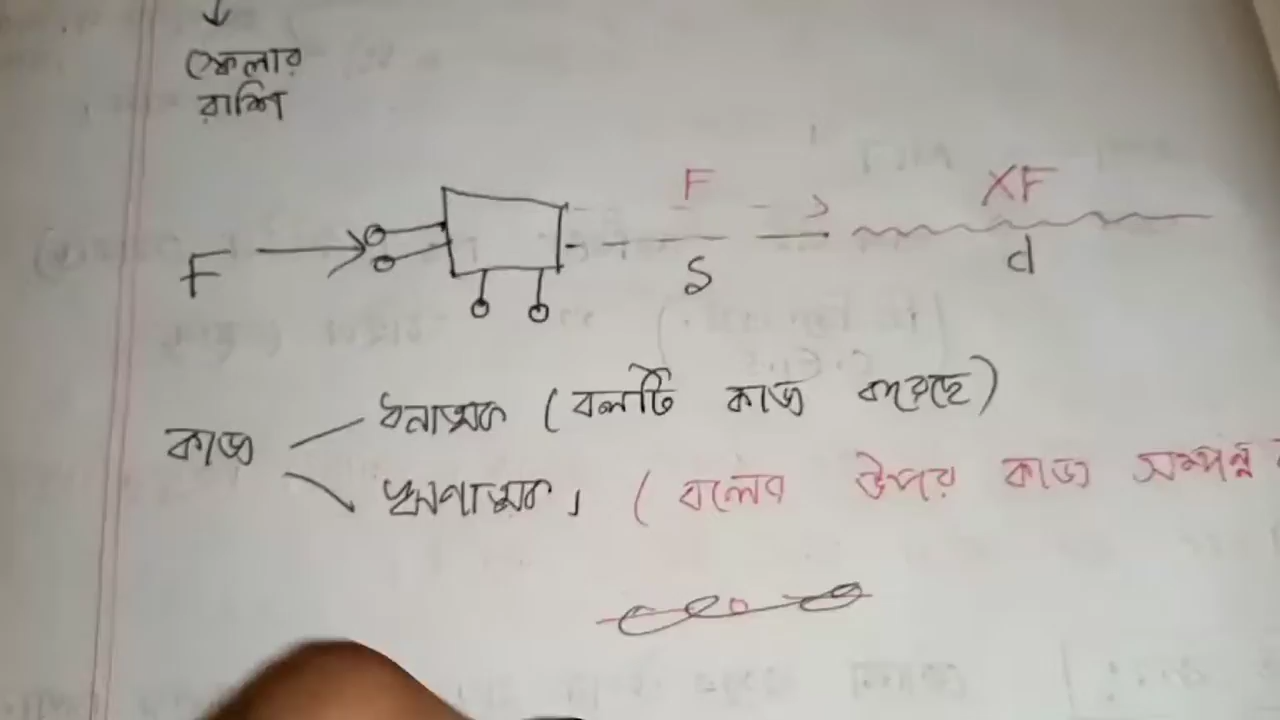 স্কেলার
রাশি
F
F
S
XF
d
কাজ
ধনাত্মক (বলটি কাজ করেছে)
ঋণাত্মক। (বলের উপর কাজ সম্পন্ন